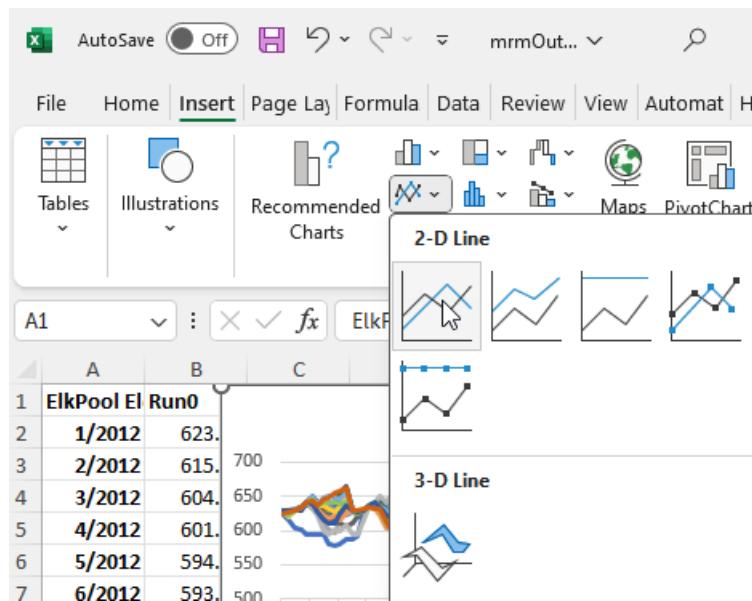 AutoSave Off mrmOut...
File Home Insert Page Lay Formula Data Review View Automat H
Tables Illustrations Recommended Charts Maps PivotChart
2-D Line
A1 fx ElkF
A B C
1 ElkPool El Run0
2 1/2012 623.
3 2/2012 615.
4 3/2012 604.
5 4/2012 601.
6 5/2012 594.
7 6/2012 593.
700
650
600
550
500
3-D Line